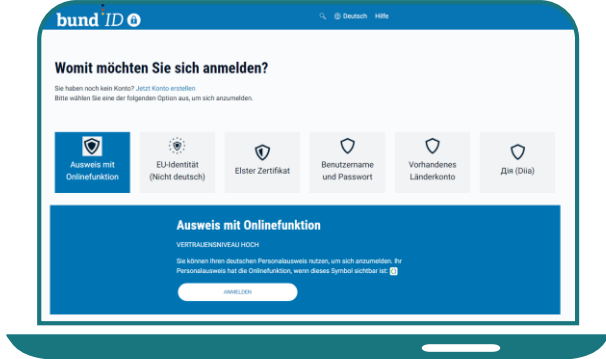 bund ID
Deutsch Hilfe
Womit möchten Sie sich anmelden?
Sie haben noch kein Konto? Jetzt Konto erstellen
Bitte wählen Sie eine der folgenden Option aus, um sich anzumelden.
Ausweis mit
Onlinefunktion
EU-Identität
(Nicht deutsch)
Elster Zertifikat
Benutzername
und Passwort
Vorhandenes
Länderkonto
Дія (Diia)
Ausweis mit Onlinefunktion
VERTRAUENSNIVEAU HOCH
Sie können Ihren deutschen Personalausweis nutzen, um sich anzumelden. Ihr
Personalausweis hat die Onlinefunktion, wenn dieses Symbol sichtbar ist:
ANMELDEN